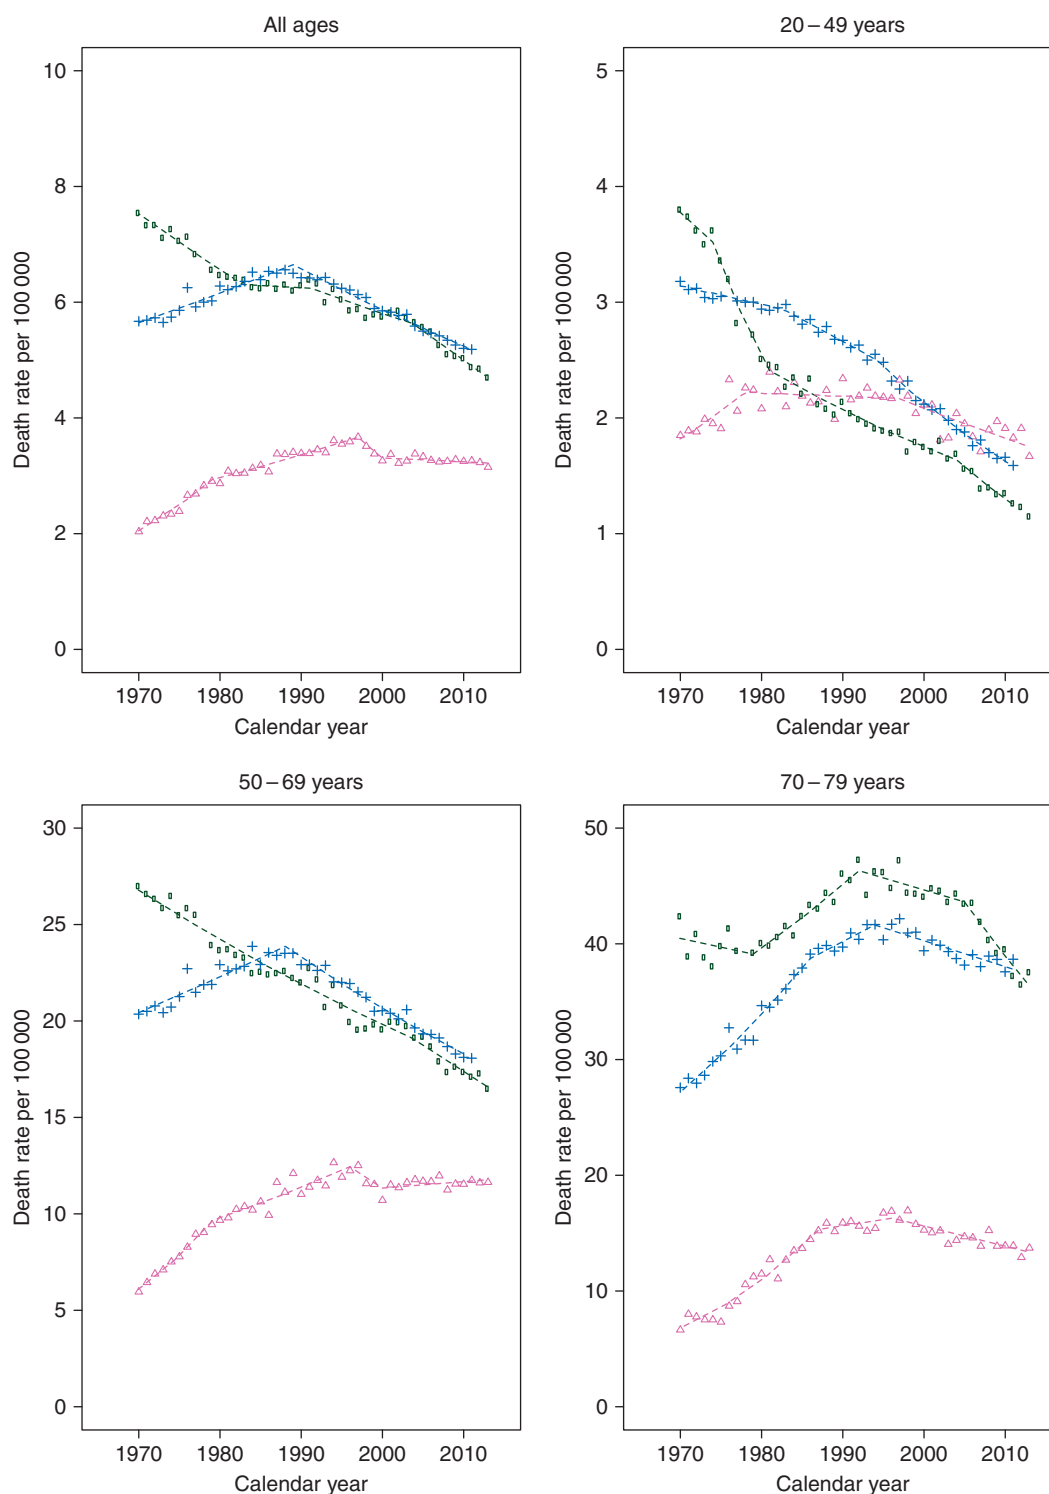 All ages
10
8
6
4
2
0
Death rate per 100 000
1970 1980 1990 2000 2010
Calendar year
20–49 years
5
4
3
2
1
0
Death rate per 100 000
1970 1980 1990 2000 2010
Calendar year
50–69 years
30
25
20
15
10
5
0
Death rate per 100 000
1970 1980 1990 2000 2010
Calendar year
70–79 years
50
40
30
20
10
0
Death rate per 100 000
1970 1980 1990 2000 2010
Calendar year